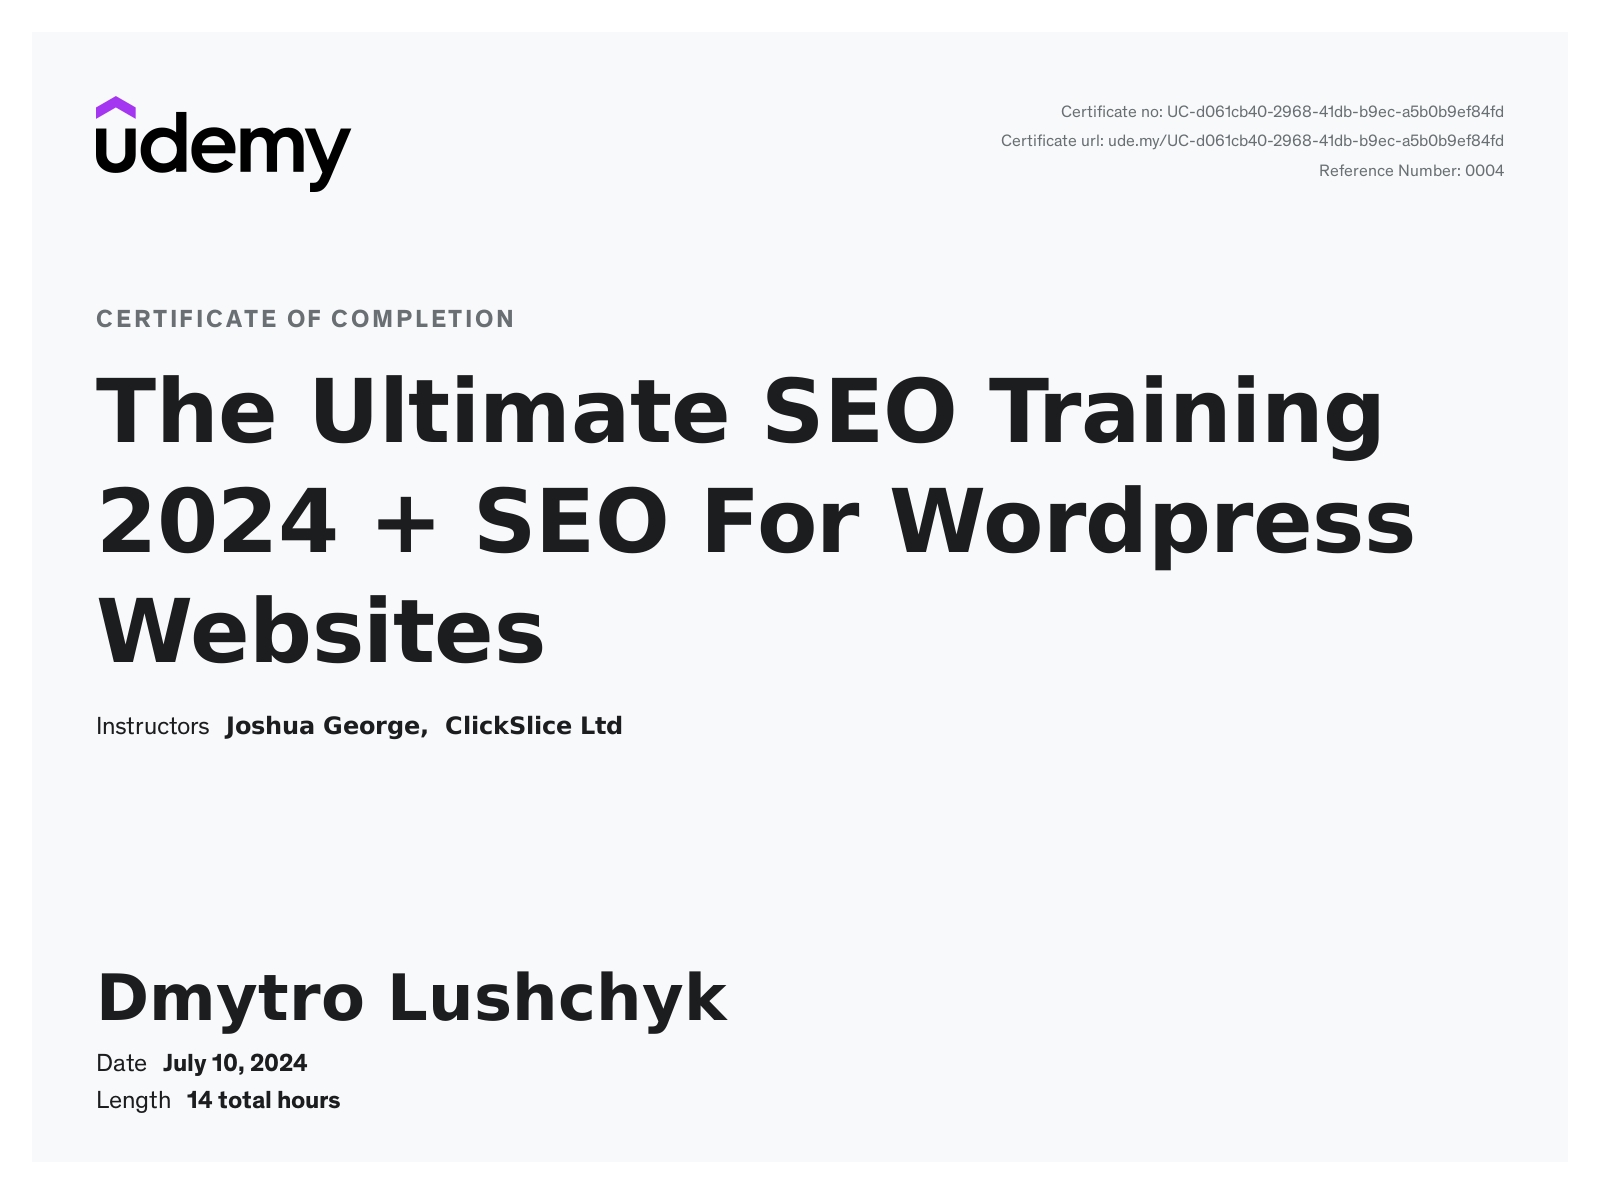 udemy
Certificate no: UC-d061cb40-2968-41db-b9ec-a5b0b9ef84fd
Certificate url: ude.my/UC-d061cb40-2968-41db-b9ec-a5b0b9ef84fd
Reference Number: 0004
CERTIFICATE OF COMPLETION
The Ultimate SEO Training
2024 + SEO For Wordpress
Websites
Instructors Joshua George, ClickSlice Ltd
Dmytro Lushchyk
Date July 10, 2024
Length 14 total hours